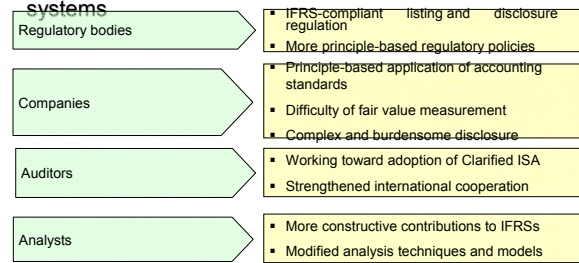 systems
Regulatory bodies
▪ IFRS-compliant listing and disclosure
regulation
▪ More principle-based regulatory policies
Companies
▪ Principle-based application of accounting
standards
▪ Difficulty of fair value measurement
▪ Complex and burdensome disclosure
Auditors
▪ Working toward adoption of Clarified ISA
▪ Strengthened international cooperation
Analysts
▪ More constructive contributions to IFRSs
▪ Modified analysis techniques and models